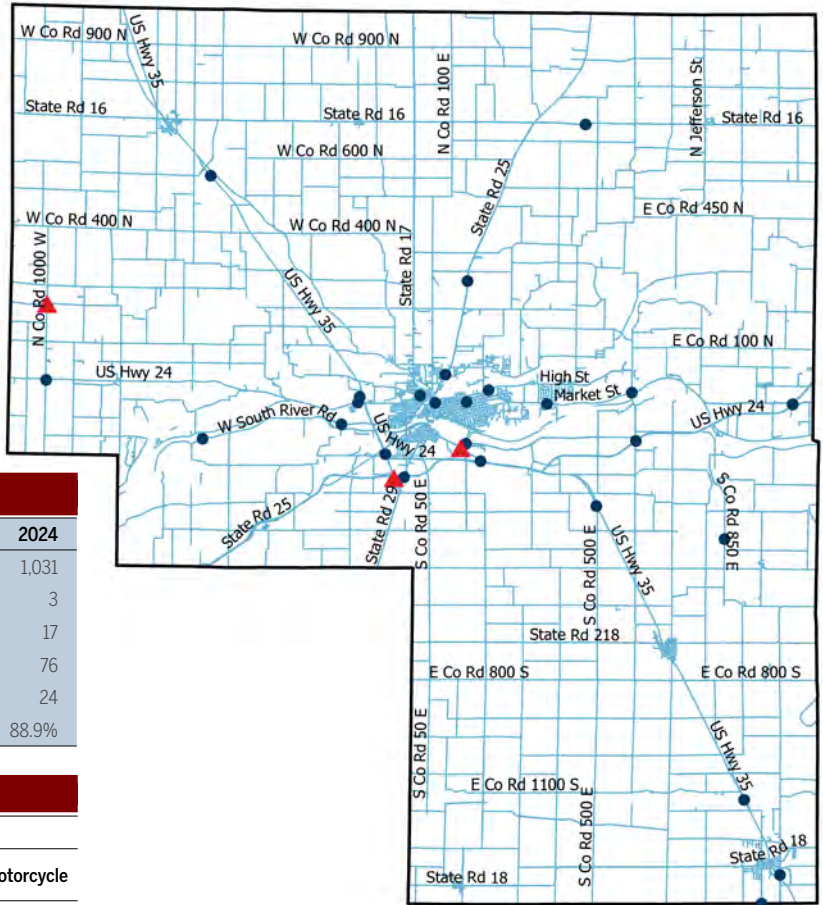 US Hwy 35
W Co Rd 900 N
W Co Rd 900 N
N Co Rd 100 E
N Jefferson St
State Rd 16
State Rd 16
State Rd 16
W Co Rd 600 N
State Rd 25
W Co Rd 400 N
W Co Rd 400 N
E Co Rd 450 N
State Rd 17
N Co Rd 1000 W
US Hwy 35
E Co Rd 100 N
US Hwy 24
High St
Market St
W South River Rd
US Hwy 24
US Hwy 24
State Rd 25
State Rd 29
S Co Rd 50 E
S Co Rd 850 E
S Co Rd 500 E
US Hwy 35
State Rd 218
E Co Rd 800 S
E Co Rd 800 S
S Co Rd 50 E
US Hwy 35
E Co Rd 1100 S
S Co Rd 500 E
State Rd 18
State Rd 18
2024
1,031
3
17
76
24
88.9%
otorcycle